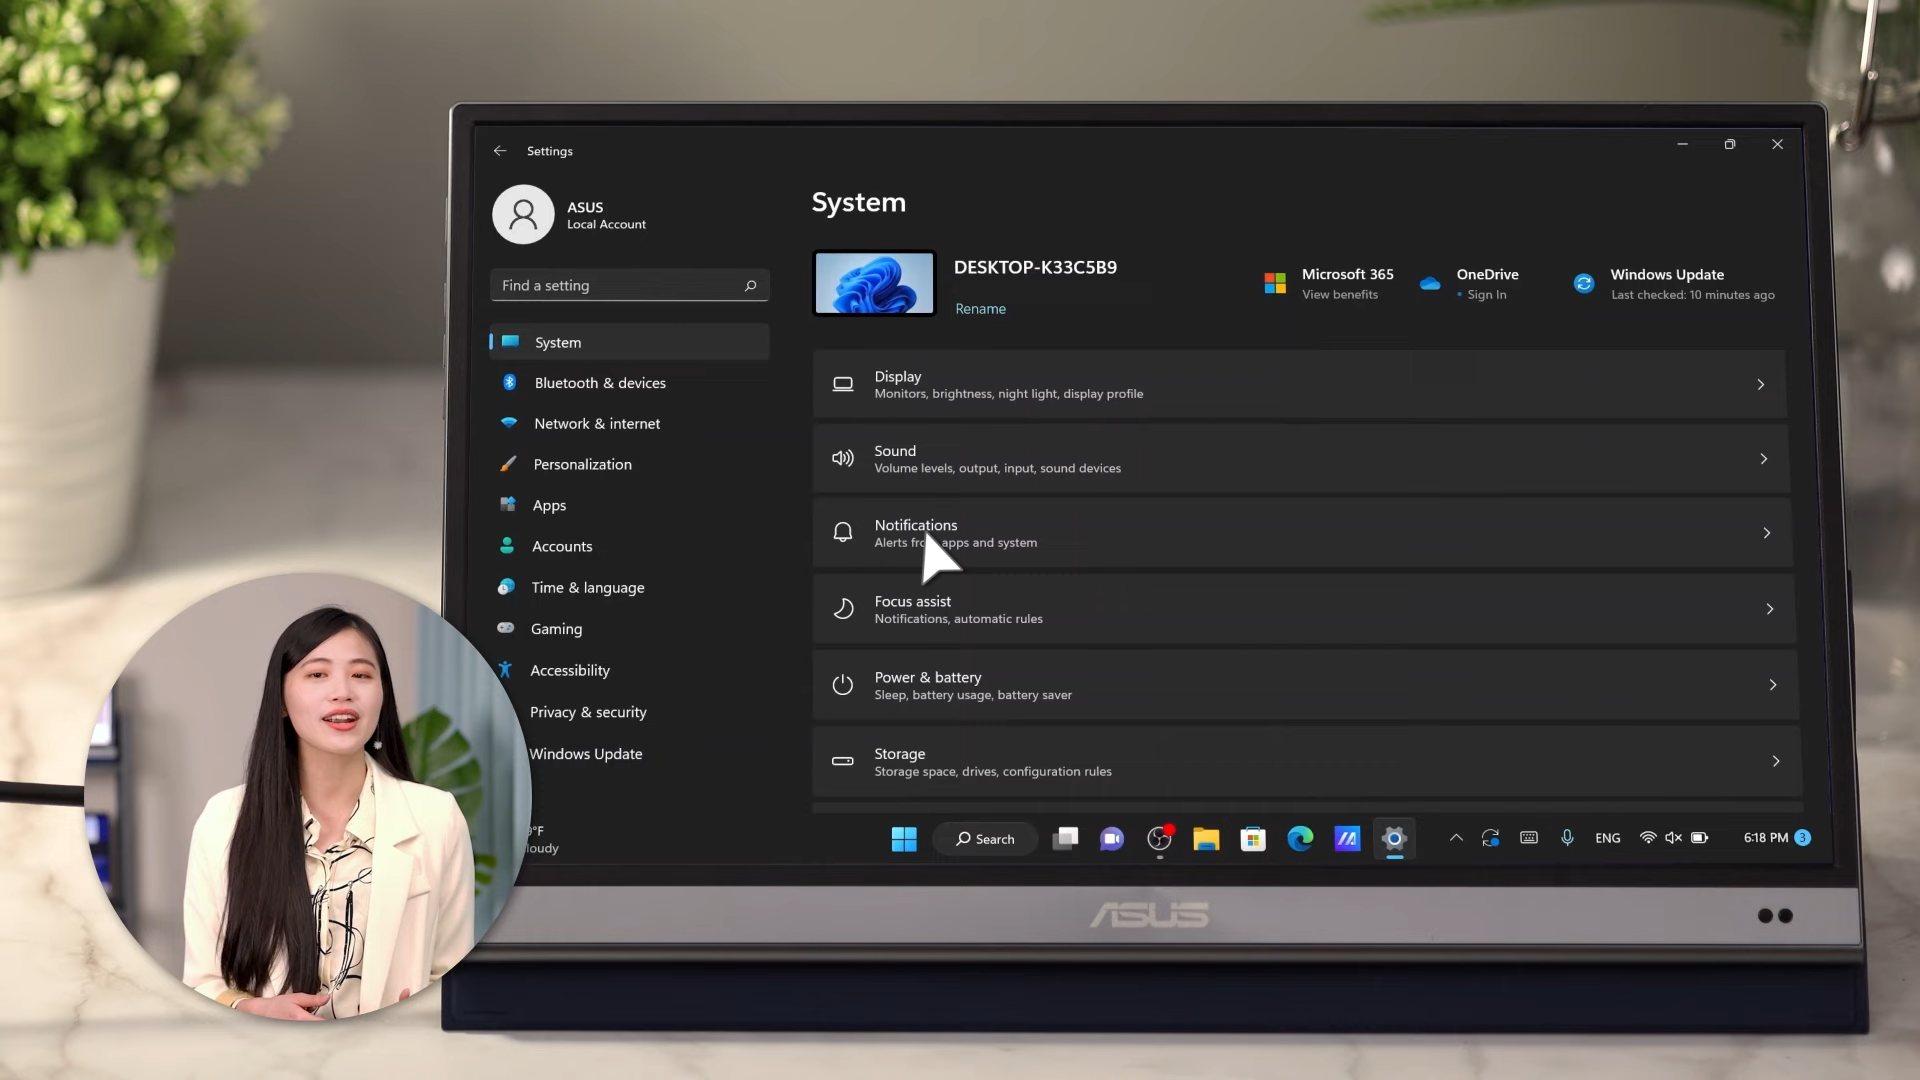 Settings
ASUS
Local Account
Find a setting
System
Bluetooth & devices
Network & internet
Personalization
Apps
Accounts
Time & language
Gaming
Accessibility
Privacy & security
Windows Update
System
DESKTOP-K33C5B9
Rename
Microsoft 365
View benefits
OneDrive
• Sign In
Windows Update
Last checked: 10 minutes ago
Display
Monitors, brightness, night light, display profile
Sound
Volume levels, output, input, sound devices
Notifications
Alerts apps and system
Focus assist
Notifications, automatic rules
Power & battery
Sleep, battery usage, battery saver
Storage
Storage space, drives, configuration rules
°F
oudy
Search
ENG
6:18 PM
3
ASUS